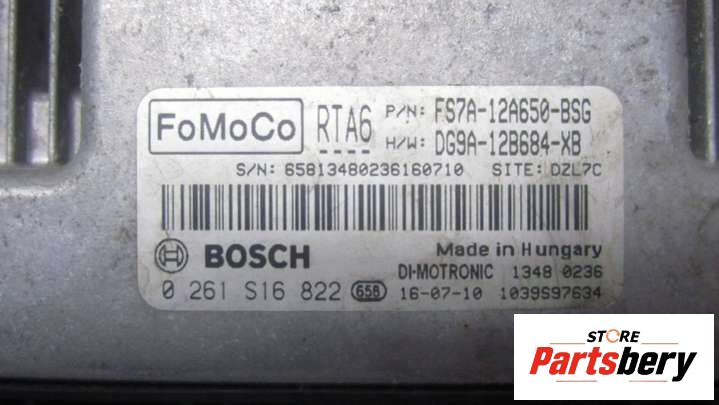 FoMoCo
RTA6
P/N: FS7A-12A650-BSG
H/W: DG9A-12B684-XB
S/N: 65813480236160710 SITE: DZL7C
BOSCH
Made in Hungary
DI-MOTRONIC 1348 0236
0 261 S16 822 658 16-07-10 1039S97634
STORE
Partsbery